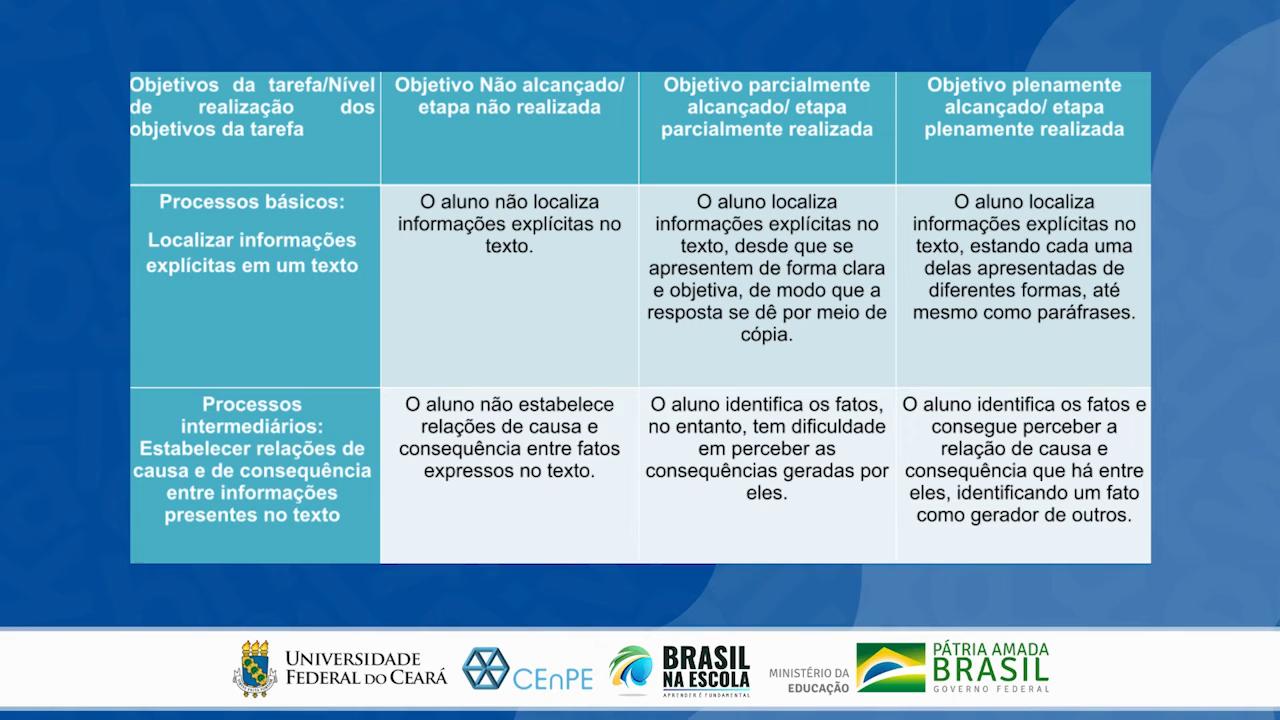 Objetivos da tarefa/Nível
de realização dos
objetivos da tarefa
Objetivo Não alcançado/
etapa não realizada
Objetivo parcialmente
alcançado/ etapa
parcialmente realizada
Objetivo plenamente
alcançado/ etapa
plenamente realizada
Processos básicos:
Localizar informações
explícitas em um texto
O aluno não localiza
informações explícitas no
texto.
O aluno localiza
informações explícitas no
texto, desde que se
apresentem de forma clara
e objetiva, de modo que a
resposta se dê por meio de
cópia.
O aluno localiza
informações explícitas no
texto, estando cada uma
delas apresentadas de
diferentes formas, até
mesmo como paráfrases.
Processos
intermediários:
Estabelecer relações de
causa e de consequência
entre informações
presentes no texto
O aluno não estabelece
relações de causa e
consequência entre fatos
expressos no texto.
O aluno identifica os fatos,
no entanto, tem dificuldade
em perceber as
consequências geradas por
eles.
O aluno identifica os fatos e
consegue perceber a
relação de causa e
consequência que há entre
eles, identificando um fato
como gerador de outros.
UNIVERSIDADE
FEDERAL DO CEARÁ
CEnPE
BRASIL
NA ESCOLA
APRENDER É FUNDAMENTAL
MINISTÉRIO DA
EDUCAÇÃO
PÁTRIA AMADA
BRASIL
GOVERNO FEDERAL